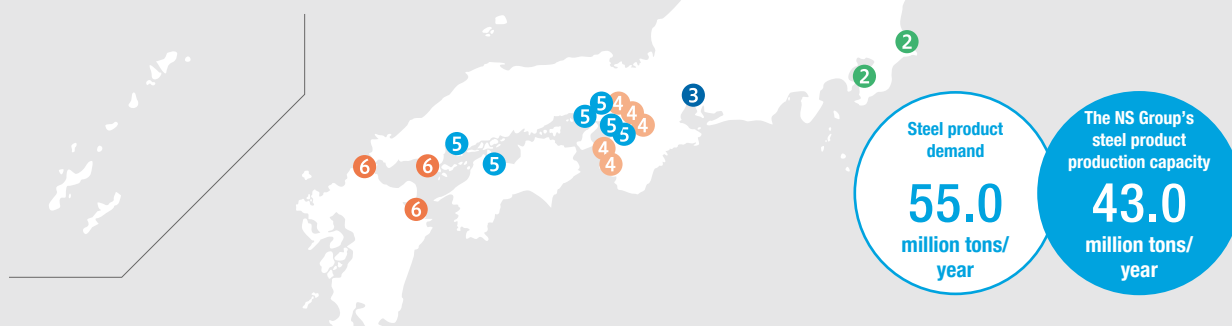 2
2
3
5
4
5
4
5
4
5
5
4
6
6
5
4
6
Steel product
demand
55.0
million tons/
year
The NS Group's
steel product
production capacity
43.0
million tons/
year